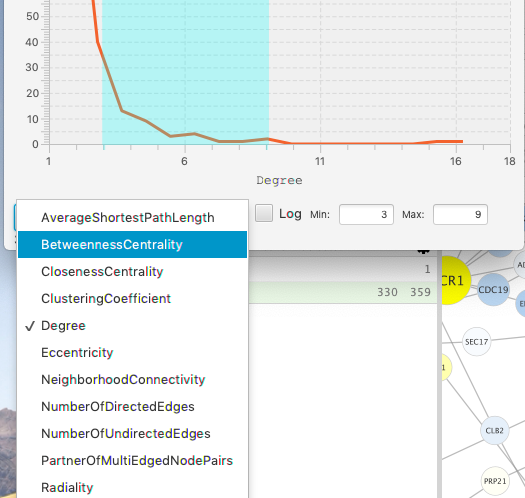 50
40
30
20
10
0
1 6 11 16 18
Degree
Log Min: 3 Max: 9
AverageShortestPathLength
BetweennessCentrality
ClosenessCentrality
1
CR1
CDC19
ClusteringCoefficient
330 359
✓ Degree
SEC17
Eccentricity
NeighborhoodConnectivity
1
NumberOfDirectedEdges
NumberOfUndirectedEdges
CLB2
PartnerOfMultiEdgedNodePairs
Radiality
PRP21